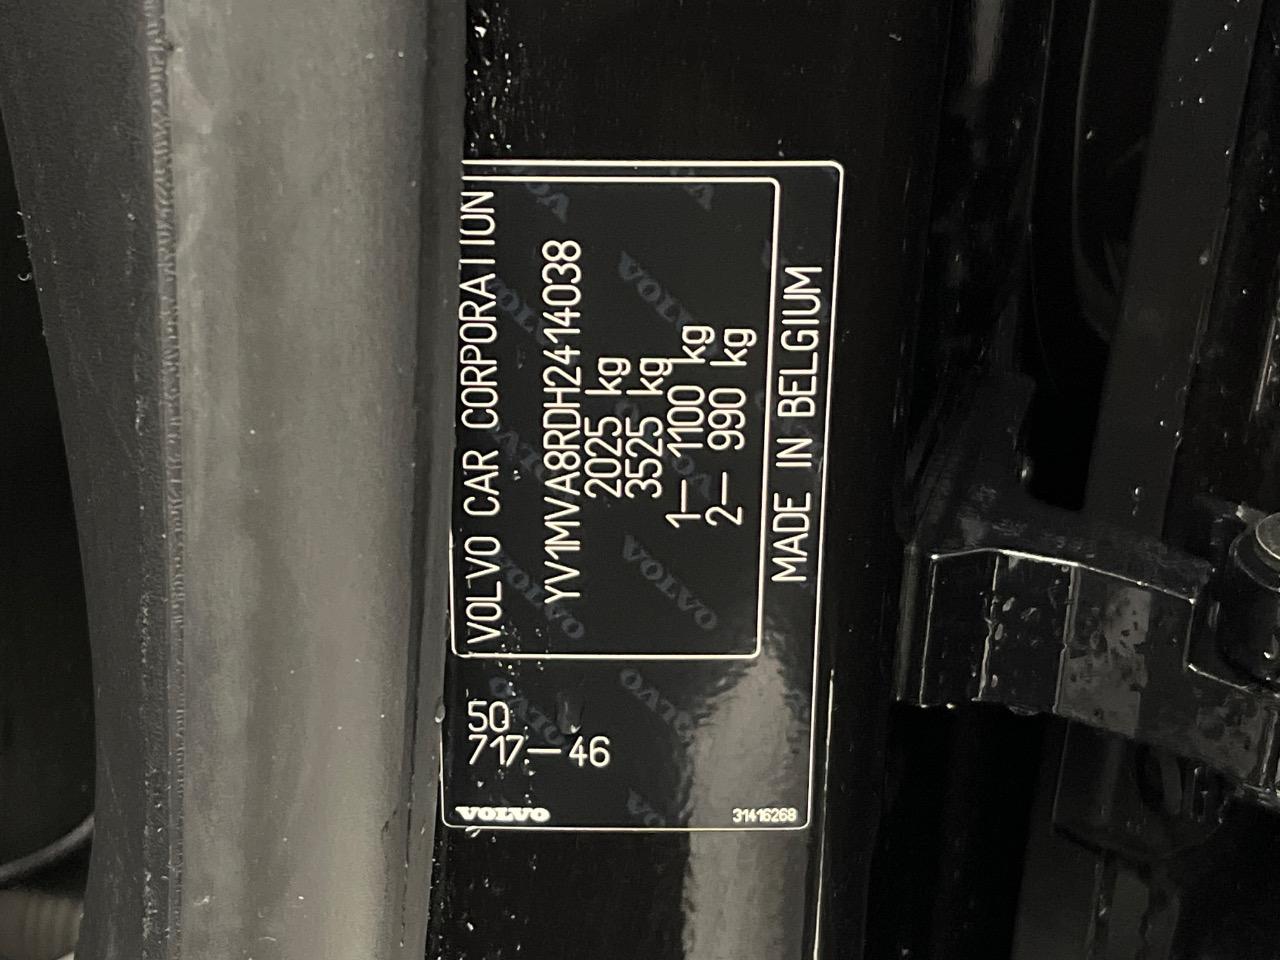 VOLVO CAR CORPORATION
YV1MVA8RDH2414038
2025 kg
3525 kg
1— 1100 kg
2— 990 kg
MADE IN BELGIUM
50
717—46
VOLVO
31416268